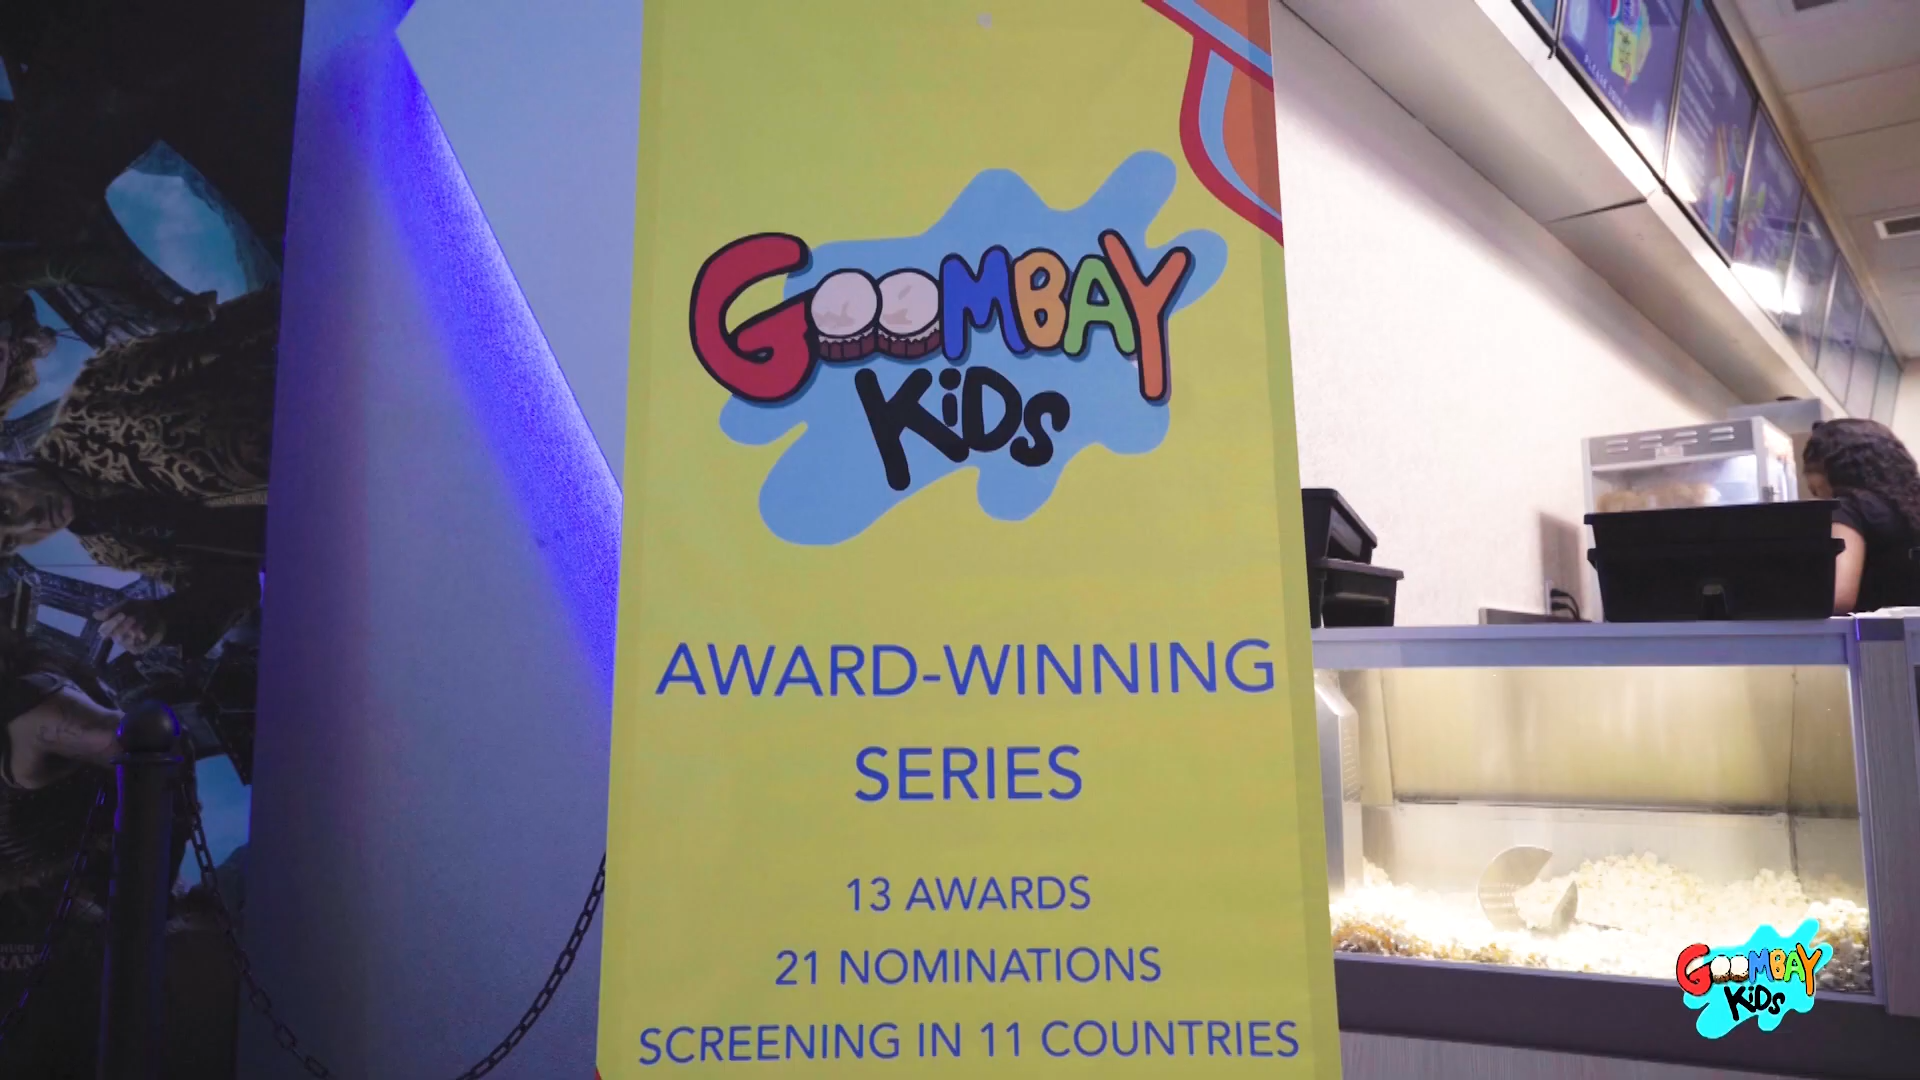 GOOMBAY
KiDS
AWARD-WINNING
SERIES
13 AWARDS
21 NOMINATIONS
SCREENING IN 11 COUNTRIES
GOOMBAY
KiDS